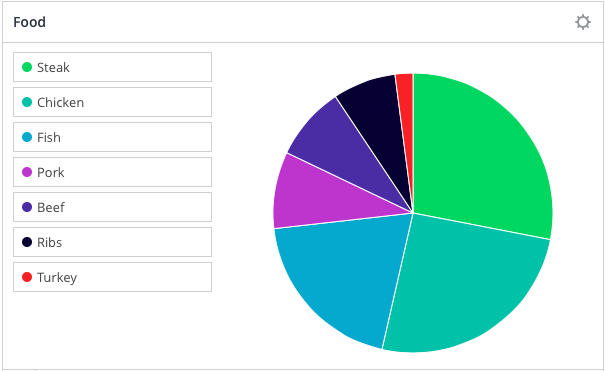 Food
Steak
Chicken
Fish
Pork
Beef
Ribs
Turkey